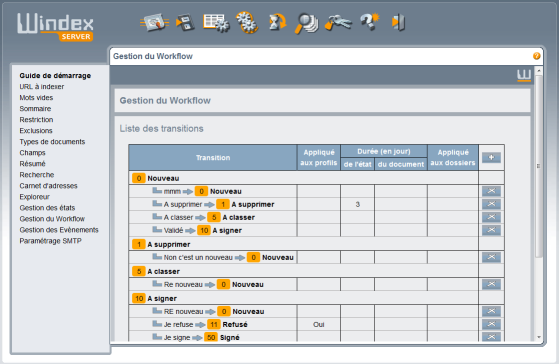 Windex
SERVER
Gestion du Workflow
Guide de démarrage
URL à indexer
Mots vides
Sommaire
Restriction
Exclusions
Types de documents
Champs
Résumé
Recherche
Carnet d'adresses
Exploreur
Gestion des états
Gestion du Workflow
Gestion des Evènements
Paramétrage SMTP
Gestion du Workflow
Liste des transitions
Transition Appliqué aux profils Durée (en jour) de l'état du document Appliqué aux dossiers +
0 Nouveau
mmm 0 Nouveau
A supprimer 1 A supprimer 3
A classer 5 A classer
Validé 10 A signer
1 A supprimer
Non c'est un nouveau 0 Nouveau
5 A classer
Re nouveau 0 Nouveau
10 A signer
RE nouveau 0 Nouveau
Je refuse 11 Refusé Oui
Je signe 50 Signé